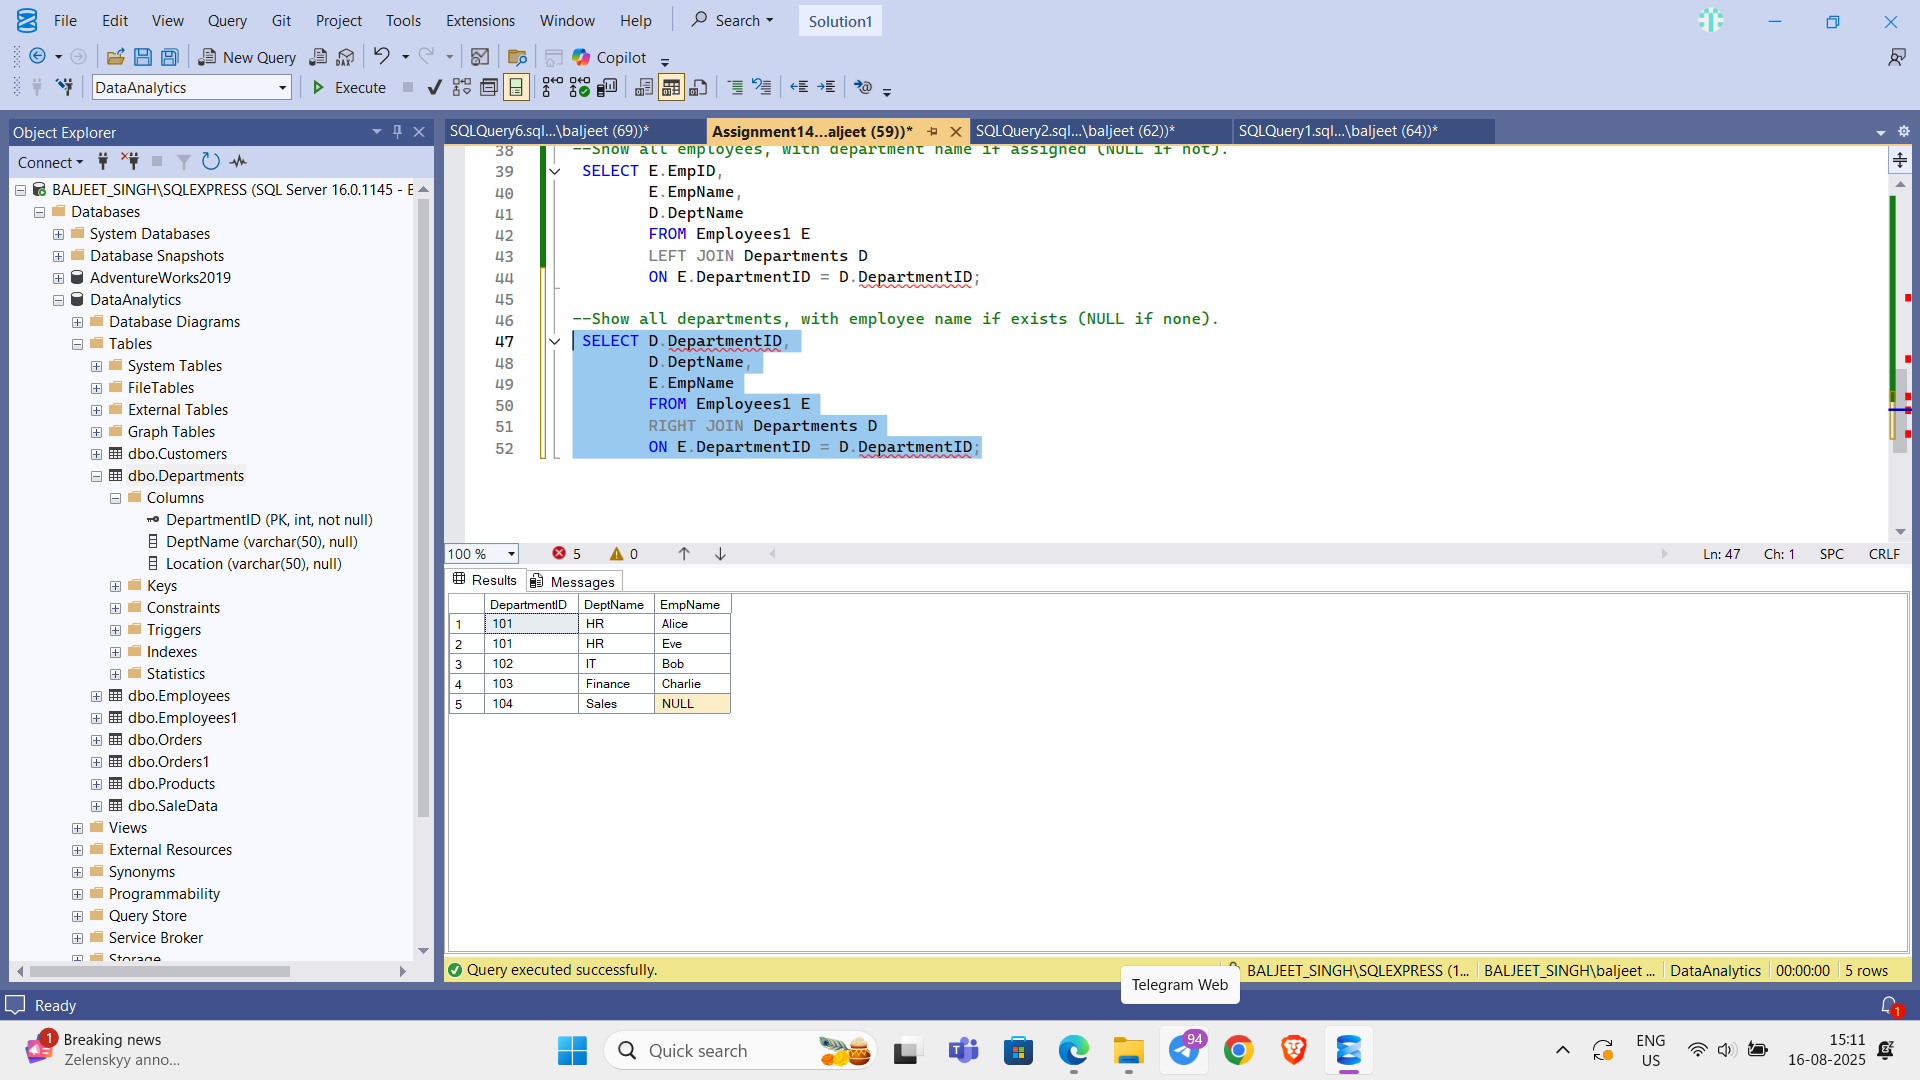 File Edit View Query Git Project Tools Extensions Window Help Search Solution1
New Query DAX Copilot
DataAnalytics Execute
Object Explorer
Connect
BALJEET_SINGH\SQLEXPRESS (SQL Server 16.0.1145 - E
Databases
System Databases
Database Snapshots
AdventureWorks2019
DataAnalytics
Database Diagrams
Tables
System Tables
FileTables
External Tables
Graph Tables
dbo.Customers
dbo.Departments
Columns
DepartmentID (PK, int, not null)
DeptName (varchar(50), null)
Location (varchar(50), null)
Keys
Constraints
Triggers
Indexes
Statistics
dbo.Employees
dbo.Employees1
dbo.Orders
dbo.Orders1
dbo.Products
dbo.SaleData
Views
External Resources
Synonyms
Programmability
Query Store
Service Broker
Storage
SQLQuery6.sql...\baljeet (69))* Assignment14...aljeet (59))* SQLQuery2.sql...\baljeet (62))* SQLQuery1.sql...\baljeet (64))*
38 --Show all employees, with department name if assigned (NULL if not).
39 SELECT E.EmpID,
40 E.EmpName,
41 D.DeptName
42 FROM Employees1 E
43 LEFT JOIN Departments D
44 ON E.DepartmentID = D.DepartmentID;
45
46 --Show all departments, with employee name if exists (NULL if none).
47 SELECT D.DepartmentID,
48 D.DeptName,
49 E.EmpName
50 FROM Employees1 E
51 RIGHT JOIN Departments D
52 ON E.DepartmentID = D.DepartmentID;
100 % 5 0 Ln: 47 Ch: 1 SPC CRLF
Results Messages
DepartmentID DeptName EmpName
1 101 HR Alice
2 101 HR Eve
3 102 IT Bob
4 103 Finance Charlie
5 104 Sales NULL
Query executed successfully. BALJEET_SINGH\SQLEXPRESS (1... BALJEET_SINGH\baljeet ... DataAnalytics 00:00:00 5 rows
Telegram Web
Ready 1
1 Breaking news
Zelenskyy anno...
Quick search
94
ENG
US
15:11
16-08-2025